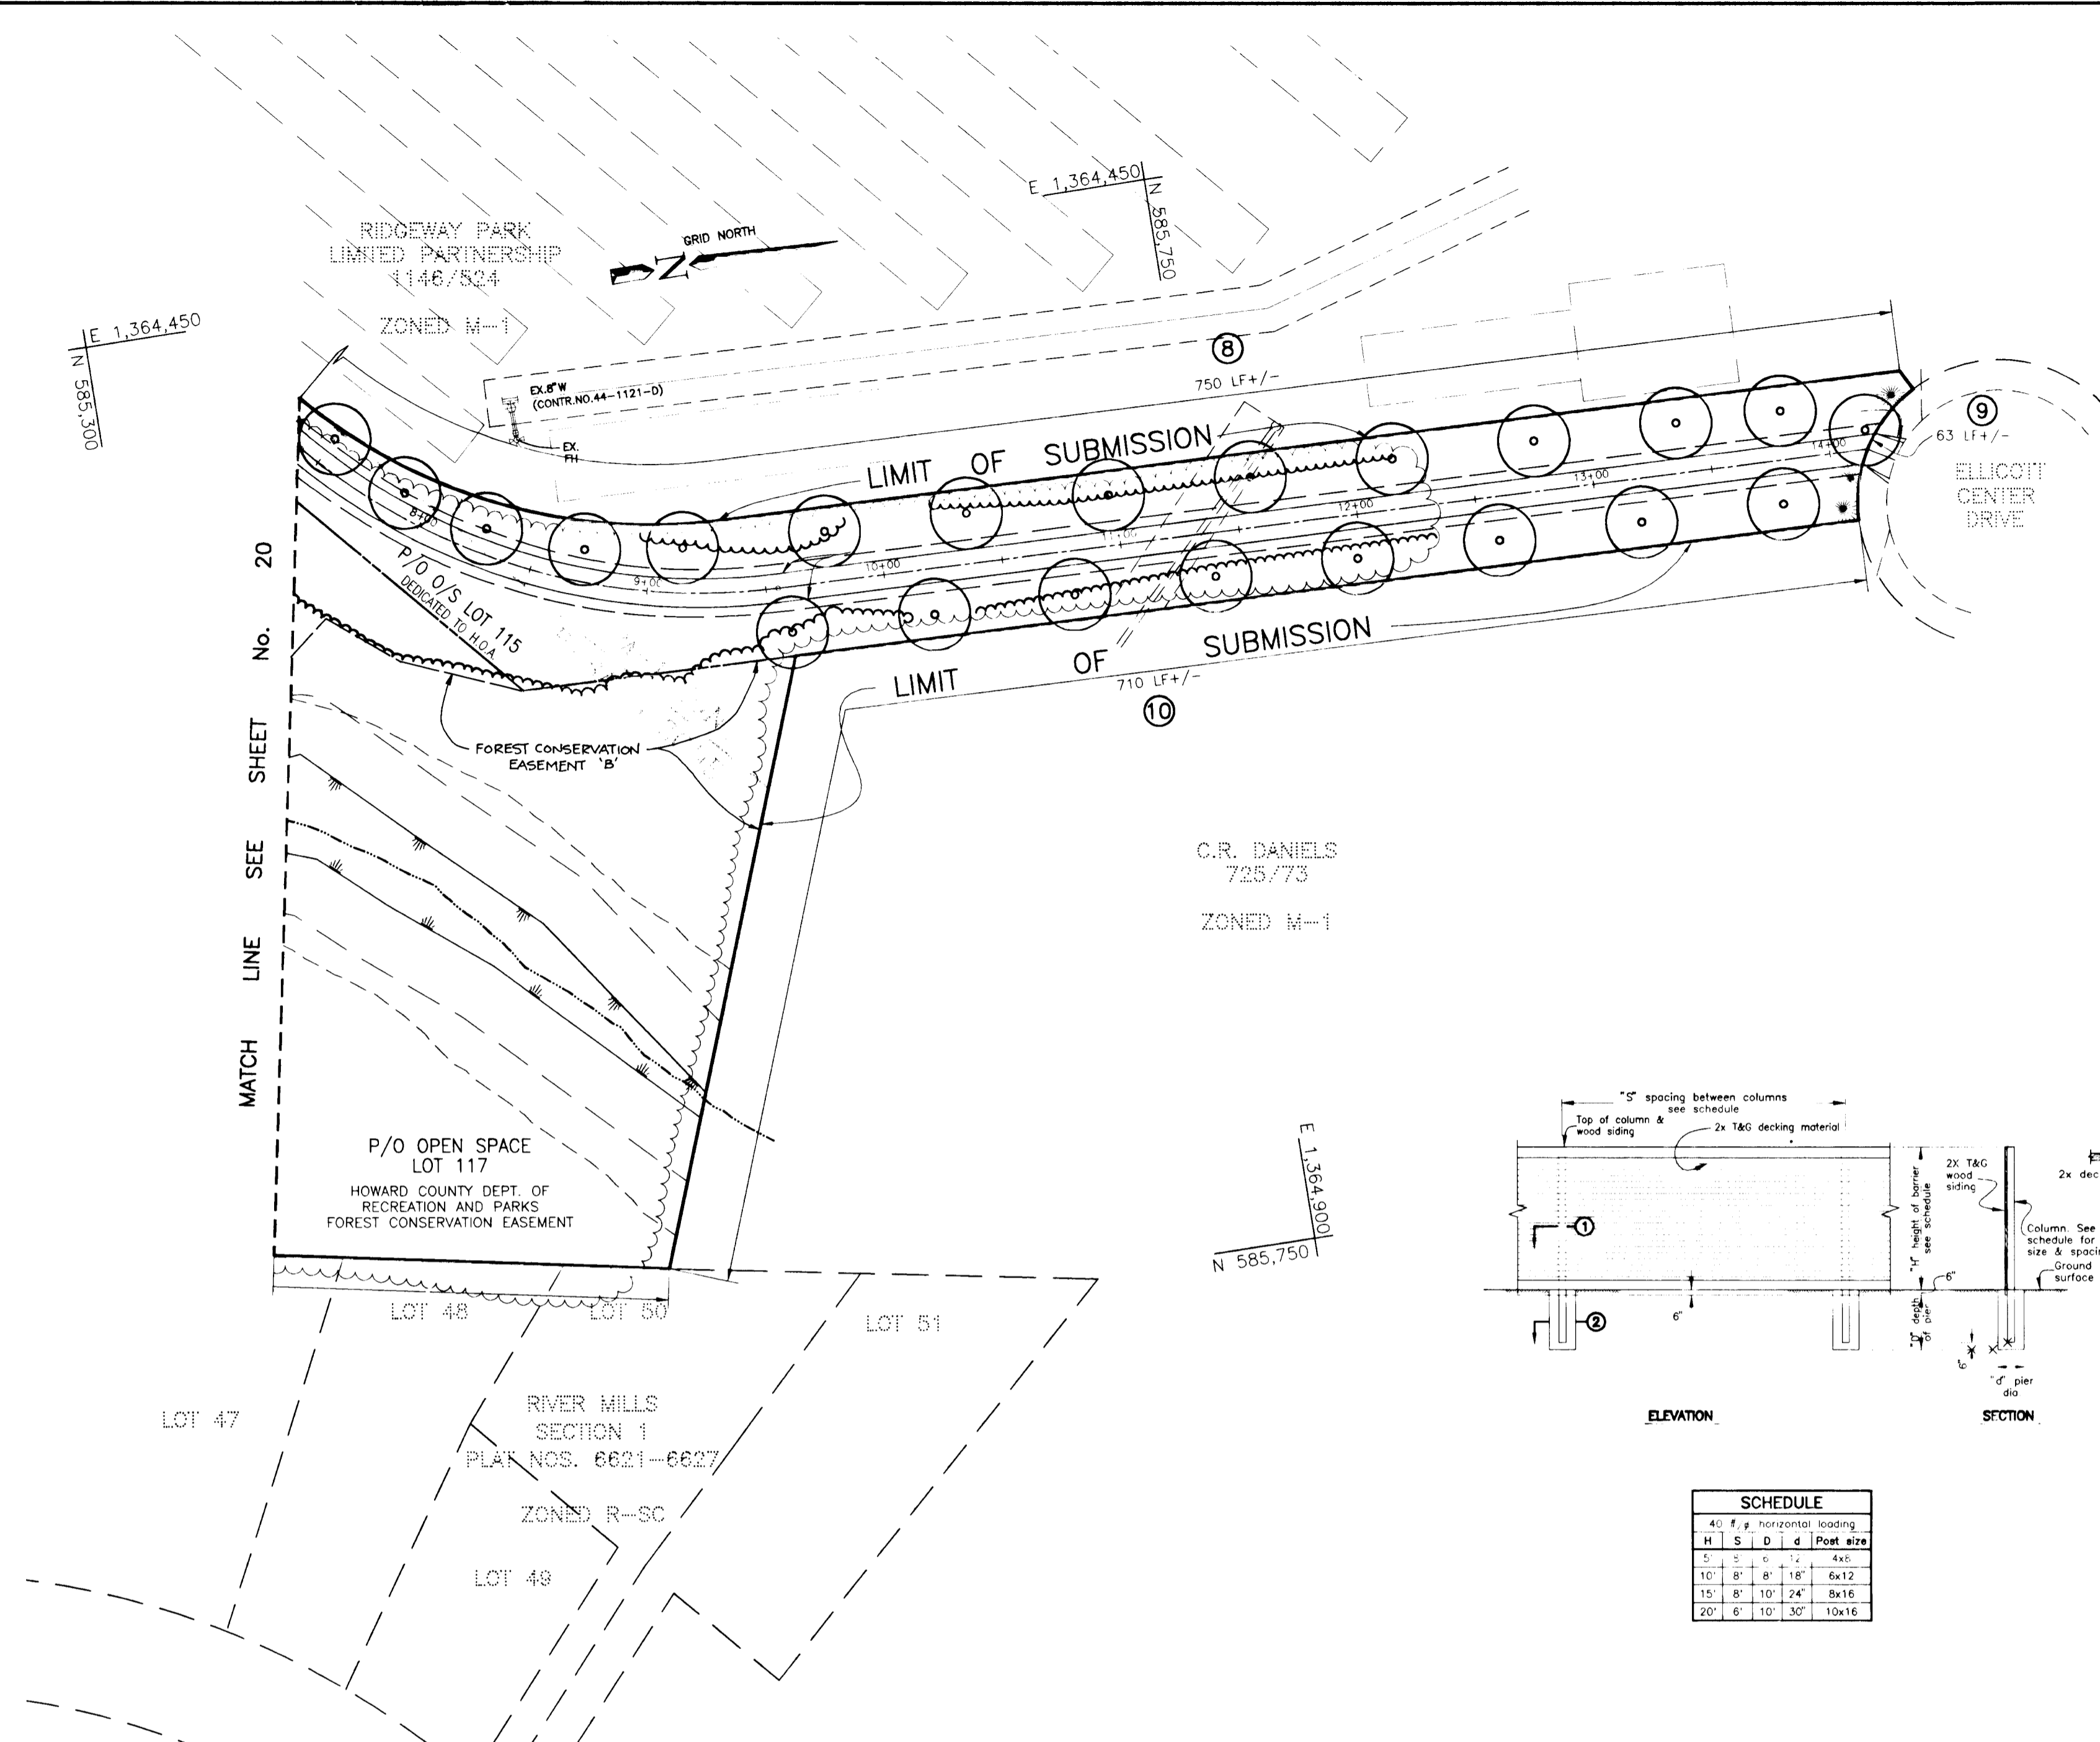 E 1,364,450
N 585,750
RIDGEWAY PARK
LIMITED PARTNERSHIP
1146/524
ZONED M-1
GRID NORTH
N
E 1,364,450
N 585,300
EX.8"W
(CONTR.NO.44-1121-D)
EX.
FH
8
750 LF+/-
9
63 LF+/-
ELLICOTT
CENTER
DRIVE
LIMIT OF SUBMISSION
8+00
9+00
10+00
11+00
12+00
13+00
14+00
P/O O/S LOT 115
DEDICATED TO H.O.A.
LIMIT OF SUBMISSION
710 LF+/-
10
MATCH LINE SEE SHEET No. 20
FOREST CONSERVATION
EASEMENT 'B'
C.R. DANIELS
725/73
ZONED M-1
P/O OPEN SPACE
LOT 117
HOWARD COUNTY DEPT. OF
RECREATION AND PARKS
FOREST CONSERVATION EASEMENT
E 1,364,900
N 585,750
LOT 48
LOT 50
LOT 51
LOT 47
RIVER MILLS
SECTION 1
PLAT NOS. 6621-6627
ZONED R-SC
LOT 49
"S" spacing between columns
see schedule
Top of column &
wood siding
2x T&G decking material
1
2
6"
"H" height of barrier
see schedule
"D" depth
of pier
6"
2X T&G
wood
siding
2x dec
Column. See
schedule for
size & spaci
Ground
surface
6"
"d" pier
dia
ELEVATION
SECTION
SCHEDULE
horizontal loading
H S D d Post size
5' 8' 6' 12" 4x8
10' 8' 8' 18" 6x12
15' 8' 10' 24" 8x16
20' 6' 10' 30" 10x16